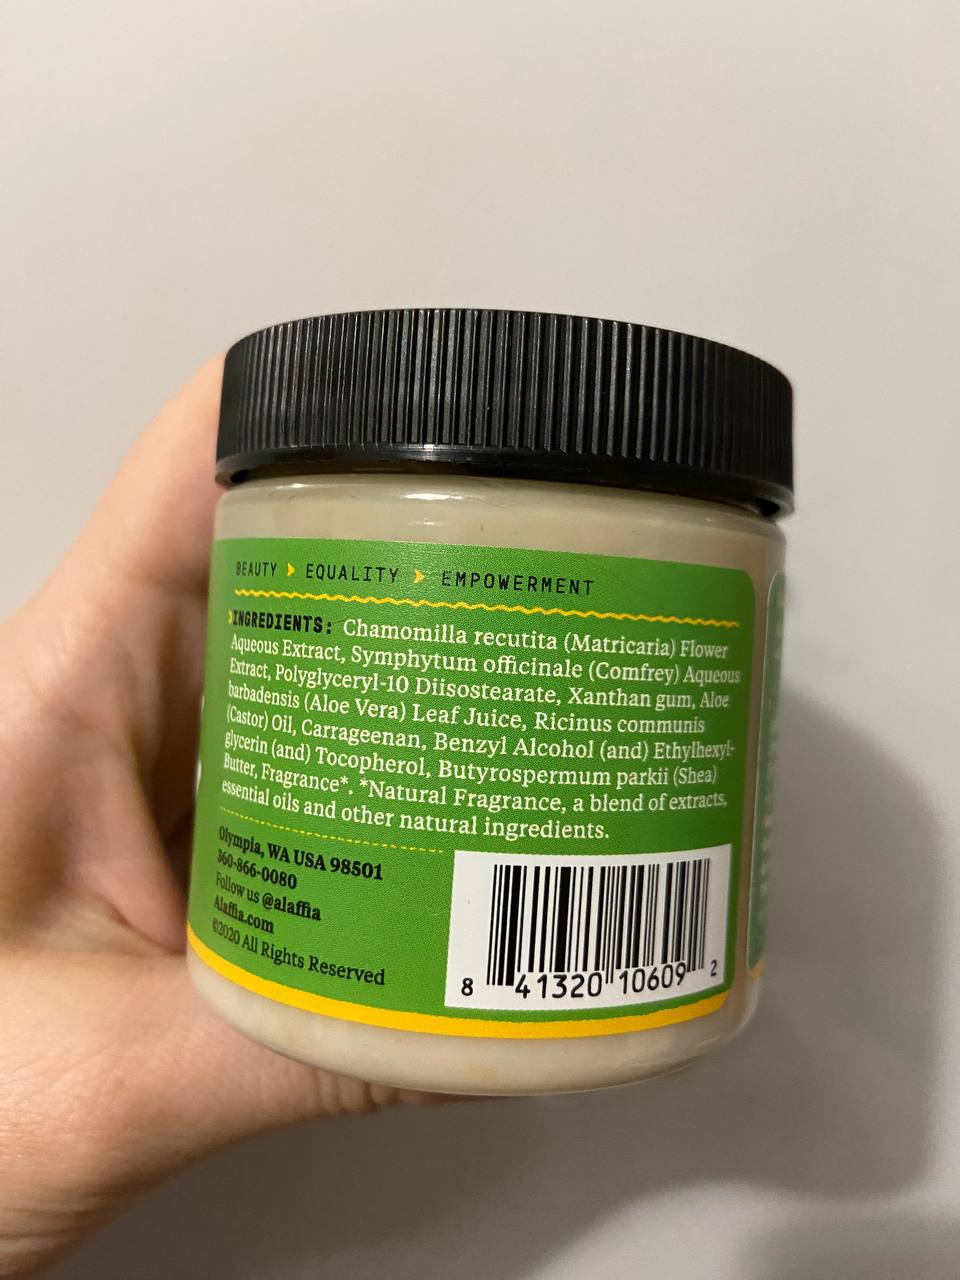 BEAUTY > EQUALITY > EMPOWERMENT
INGREDIENTS: Chamomilla recutita (Matricaria) Flower
Aqueous Extract, Symphytum officinale (Comfrey) Aqueous
Extract, Polyglyceryl-10 Diisostearate, Xanthan gum, Aloe
barbadensis (Aloe Vera) Leaf Juice, Ricinus communis
(Castor) Oil, Carrageenan, Benzyl Alcohol (and) Ethylhexyl-
glycerin (and) Tocopherol, Butyrospermum parkii (Shea)
Butter, Fragrance*. *Natural Fragrance, a blend of extracts,
essential oils and other natural ingredients.
Olympia, WA USA 98501
360-866-0080
Follow us @alaffia
Alaffia.com
©2020 All Rights Reserved
8 41320 10609 2